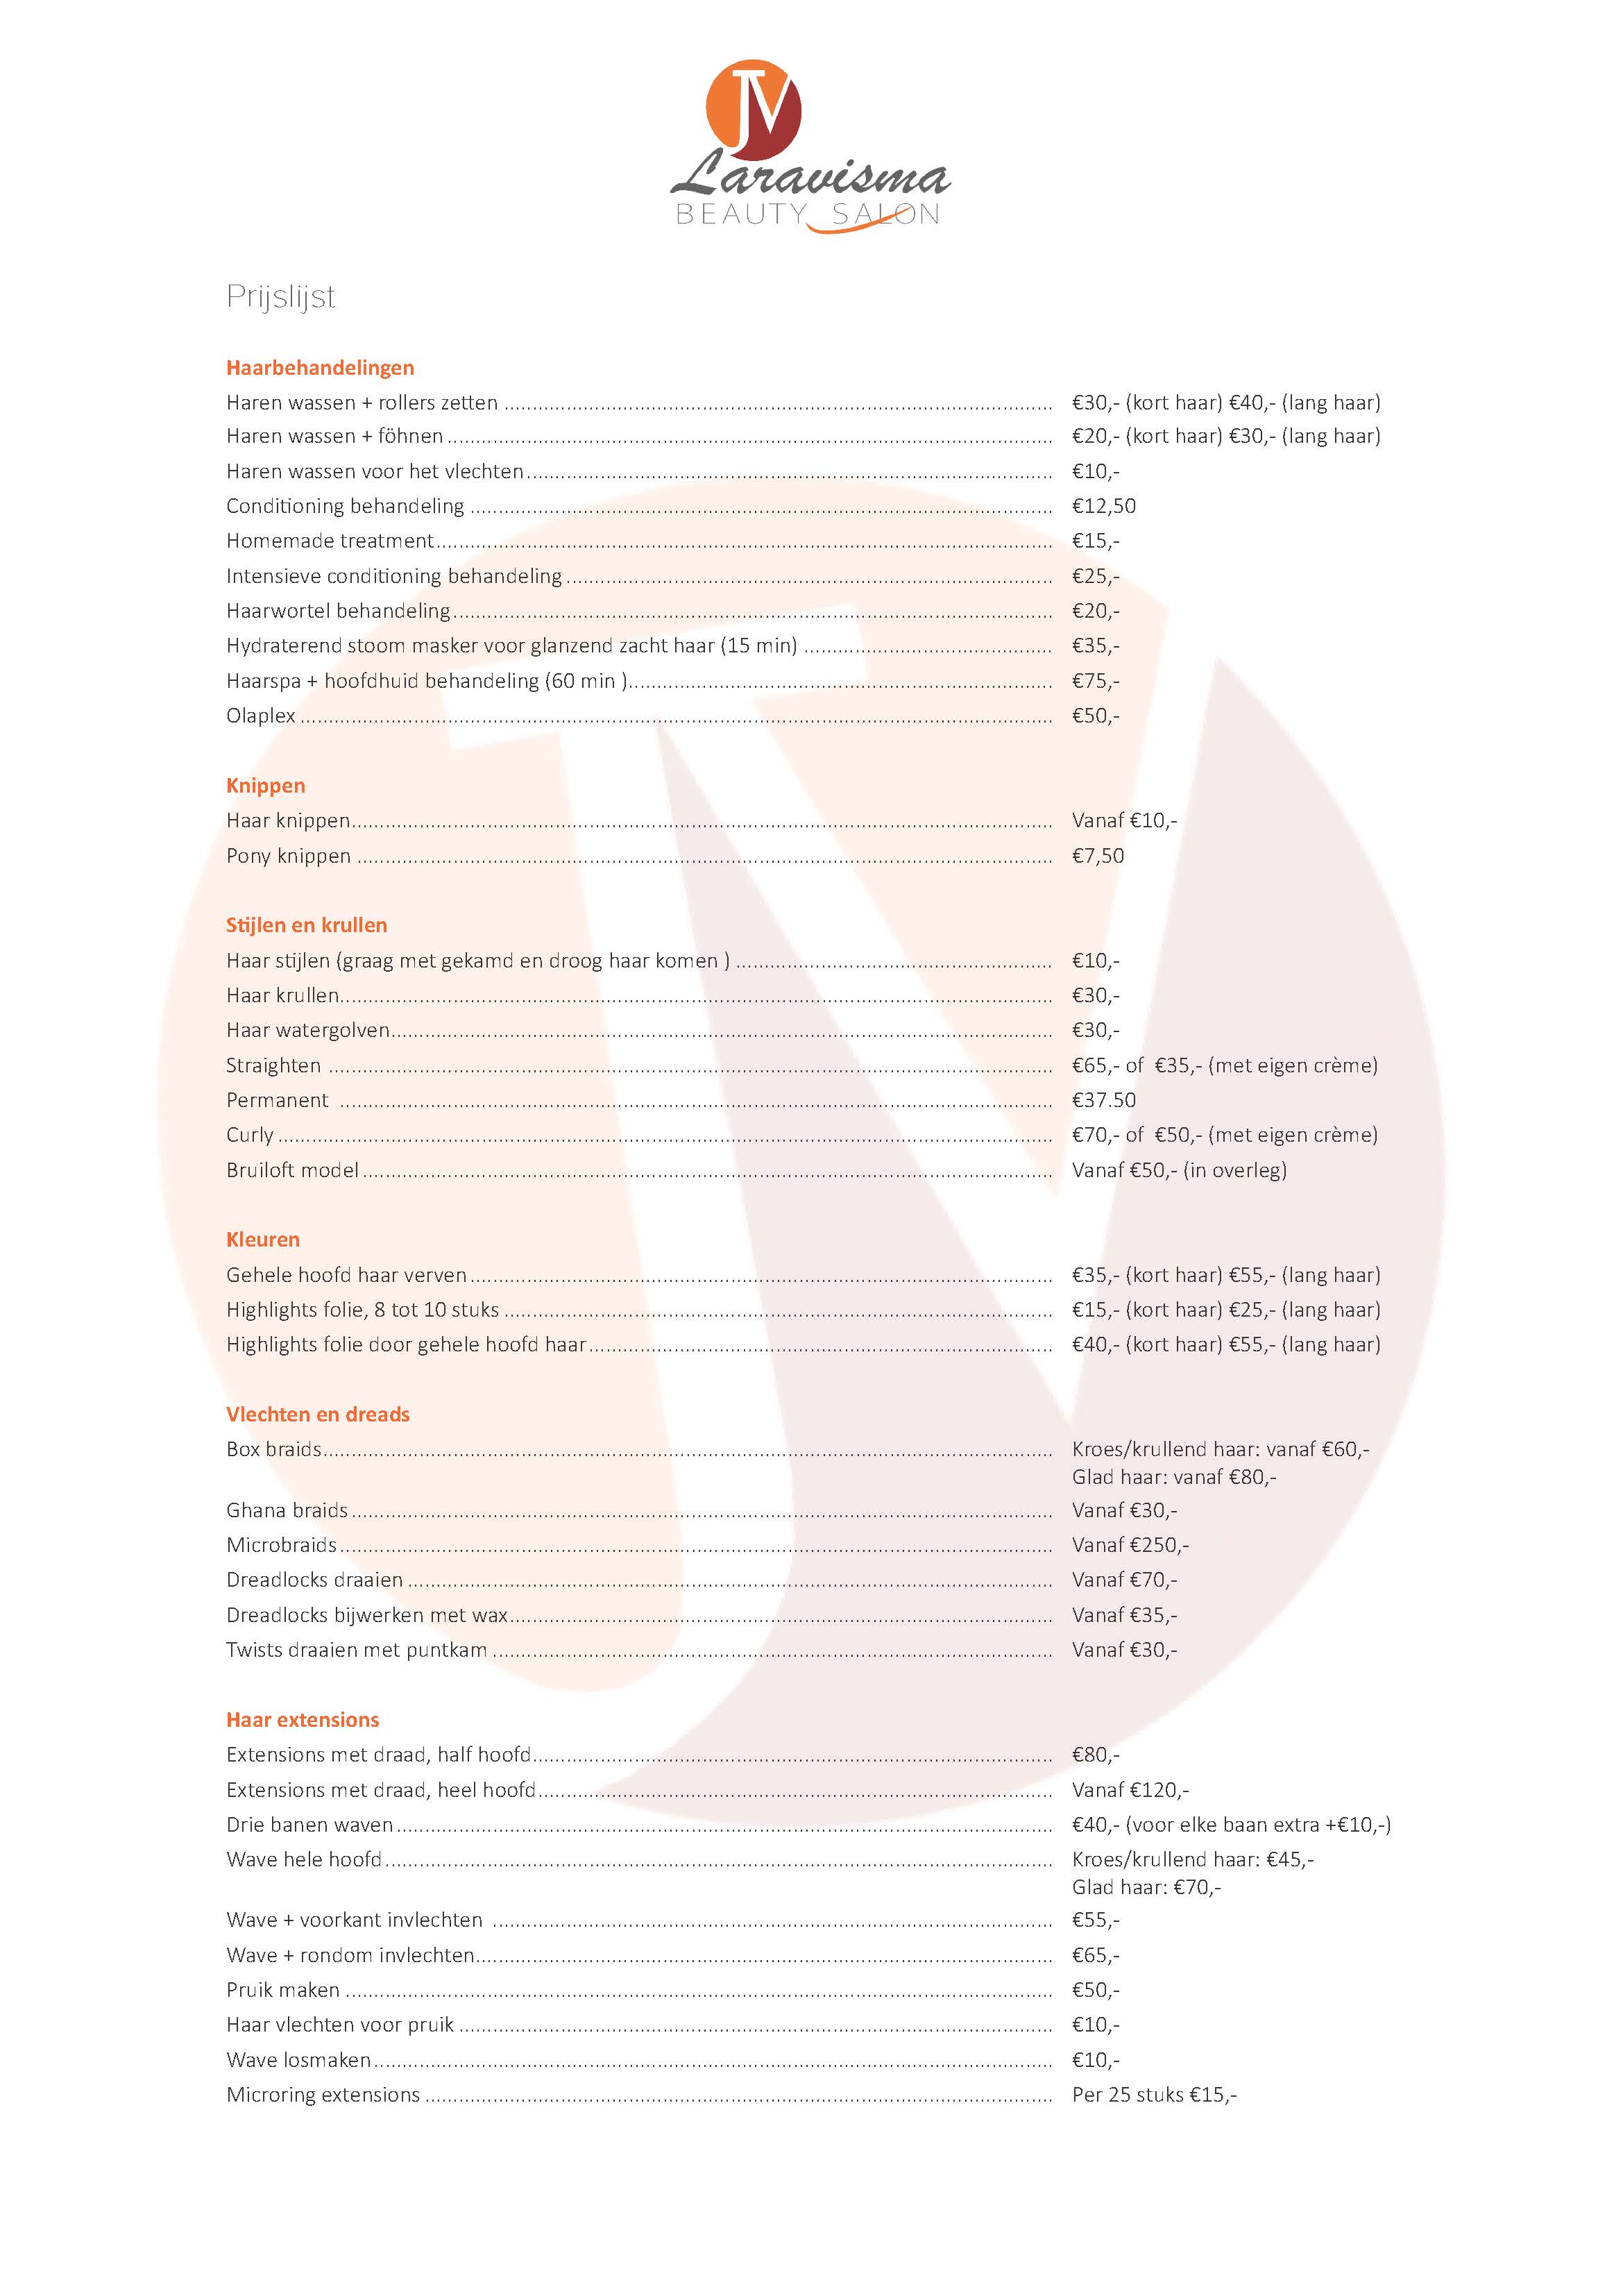 JV
Laravisma
BEAUTY SALON
Prijslijst
Haarbehandelingen
Haren wassen + rollers zetten ........ €30,- (kort haar) €40,- (lang haar)
Haren wassen + föhnen ........ €20,- (kort haar) €30,- (lang haar)
Haren wassen voor het vlechten ........ €10,-
Conditioning behandeling ........ €12,50
Homemade treatment ........ €15,-
Intensieve conditioning behandeling ........ €25,-
Haarwortel behandeling ........ €20,-
Hydraterend stoom masker voor glanzend zacht haar (15 min) ........ €35,-
Haarspa + hoofdhuid behandeling (60 min ) ........ €75,-
Olaplex ........ €50,-
Knippen
Haar knippen ........ Vanaf €10,-
Pony knippen ........ €7,50
Stijlen en krullen
Haar stijlen (graag met gekamd en droog haar komen ) ........ €10,-
Haar krullen ........ €30,-
Haar watergolven ........ €30,-
Straighten ........ €65,- of €35,- (met eigen crème)
Permanent ........ €37.50
Curly ........ €70,- of €50,- (met eigen crème)
Bruiloft model ........ Vanaf €50,- (in overleg)
Kleuren
Gehele hoofd haar verven ........ €35,- (kort haar) €55,- (lang haar)
Highlights folie, 8 tot 10 stuks ........ €15,- (kort haar) €25,- (lang haar)
Highlights folie door gehele hoofd haar ........ €40,- (kort haar) €55,- (lang haar)
Vlechten en dreads
Box braids ........ Kroes/krullend haar: vanaf €60,-
Glad haar: vanaf €80,-
Ghana braids ........ Vanaf €30,-
Microbraids ........ Vanaf €250,-
Dreadlocks draaien ........ Vanaf €70,-
Dreadlocks bijwerken met wax ........ Vanaf €35,-
Twists draaien met puntkam ........ Vanaf €30,-
Haar extensions
Extensions met draad, half hoofd ........ €80,-
Extensions met draad, heel hoofd ........ Vanaf €120,-
Drie banen waven ........ €40,- (voor elke baan extra +€10,-)
Wave hele hoofd ........ Kroes/krullend haar: €45,-
Glad haar: €70,-
Wave + voorkant invlechten ........ €55,-
Wave + rondom invlechten ........ €65,-
Pruik maken ........ €50,-
Haar vlechten voor pruik ........ €10,-
Wave losmaken ........ €10,-
Microring extensions ........ Per 25 stuks €15,-